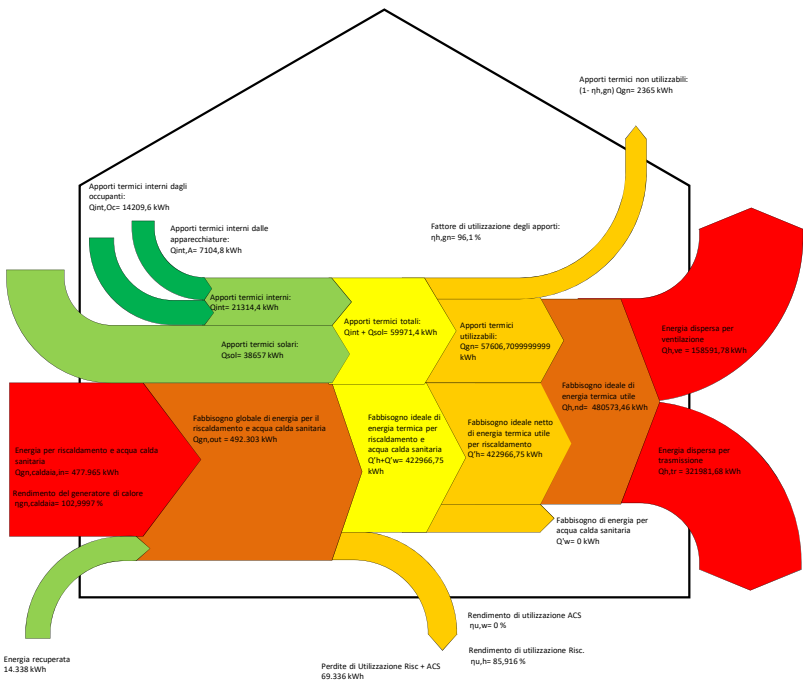 Apporti termici non utilizzabili:
(1- ηh,gn) Qgn= 2365 kWh
Apporti termici interni dagli
occupanti:
Qint,Oc= 14209,6 kWh
Apporti termici interni dalle
apparecchiature:
Qint,A= 7104,8 kWh
Fattore di utilizzazione degli apporti:
ηh,gn= 96,1 %
Apporti termici interni:
Qint= 21314,4 kWh
Apporti termici solari:
Qsol= 38657 kWh
Apporti termici totali:
Qint + Qsol= 59971,4 kWh
Apporti termici
utilizzabili:
Qgn= 57606,7099999999
kWh
Energia dispersa per
ventilazione
Qh,ve = 158591,78 kWh
Fabbisogno ideale di
energia termica utile
Qh,nd= 480573,46 kWh
Energia per riscaldamento e acqua calda
sanitaria
Qgn,caldaia,in= 477.965 kWh
Rendimento del generatore di calore
ηgn,caldaia= 102,9997 %
Fabbisogno globale di energia per il
riscaldamento e acqua calda sanitaria
Qgn,out = 492.303 kWh
Fabbisogno ideale di
energia termica per
riscaldamento e
acqua calda sanitaria
Q'h+Q'w= 422966,75
kWh
Fabbisogno ideale netto
di energia termica utile
per riscaldamento
Q'h= 422966,75 kWh
Energia dispersa per
trasmissione
Qh,tr = 321981,68 kWh
Fabbisogno di energia per
acqua calda sanitaria
Q'w= 0 kWh
Energia recuperata
14.338 kWh
Perdite di Utilizzazione Risc + ACS
69.336 kWh
Rendimento di utilizzazione ACS
ηu,w= 0 %
Rendimento di utilizzazione Risc.
ηu,h= 85,916 %